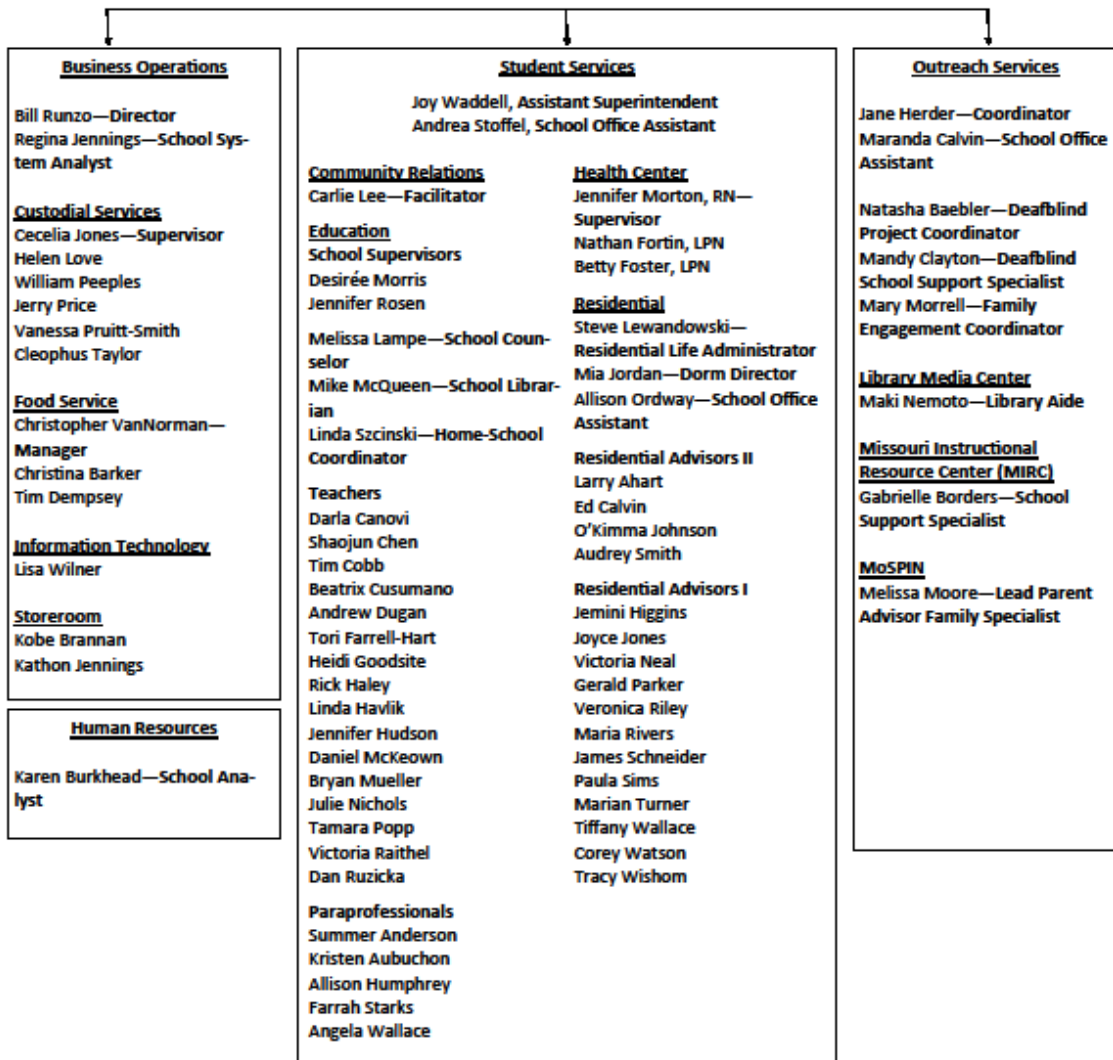 Business Operations
Bill Runzo—Director
Regina Jennings—School Sys-
tem Analyst
Custodial Services
Cecelia Jones—Supervisor
Helen Love
William Peeples
Jerry Price
Vanessa Pruitt-Smith
Cleophus Taylor
Food Service
Christopher VanNorman—
Manager
Christina Barker
Tim Dempsey
Information Technology
Lisa Wilner
Storeroom
Kobe Brannan
Kathon Jennings
Human Resources
Karen Burkhead—School Ana-
lyst
Student Services
Joy Waddell, Assistant Superintendent
Andrea Stoffel, School Office Assistant
Community Relations
Carlie Lee—Facilitator
Education
School Supervisors
Desirée Morris
Jennifer Rosen
Melissa Lampe—School Coun-
selor
Mike McQueen—School Librar-
ian
Linda Szcinski—Home-School
Coordinator
Teachers
Darla Canovi
Shaojun Chen
Tim Cobb
Beatrix Cusumano
Andrew Dugan
Tori Farrell-Hart
Heidi Goodsite
Rick Haley
Linda Havlik
Jennifer Hudson
Daniel McKeown
Bryan Mueller
Julie Nichols
Tamara Popp
Victoria Raithel
Dan Ruzicka
Paraprofessionals
Summer Anderson
Kristen Aubuchon
Allison Humphrey
Farrah Starks
Angela Wallace
Health Center
Jennifer Morton, RN—
Supervisor
Nathan Fortin, LPN
Betty Foster, LPN
Residential
Steve Lewandowski—
Residential Life Administrator
Mia Jordan—Dorm Director
Allison Ordway—School Office
Assistant
Residential Advisors II
Larry Ahart
Ed Calvin
O'Kimma Johnson
Audrey Smith
Residential Advisors I
Jemini Higgins
Joyce Jones
Victoria Neal
Gerald Parker
Veronica Riley
Maria Rivers
James Schneider
Paula Sims
Marian Turner
Tiffany Wallace
Corey Watson
Tracy Wishom
Outreach Services
Jane Herder—Coordinator
Maranda Calvin—School Office
Assistant
Natasha Baebler—Deafblind
Project Coordinator
Mandy Clayton—Deafblind
School Support Specialist
Mary Morrell—Family
Engagement Coordinator
Library Media Center
Maki Nemoto—Library Aide
Missouri Instructional
Resource Center (MIRC)
Gabrielle Borders—School
Support Specialist
MoSPIN
Melissa Moore—Lead Parent
Advisor Family Specialist